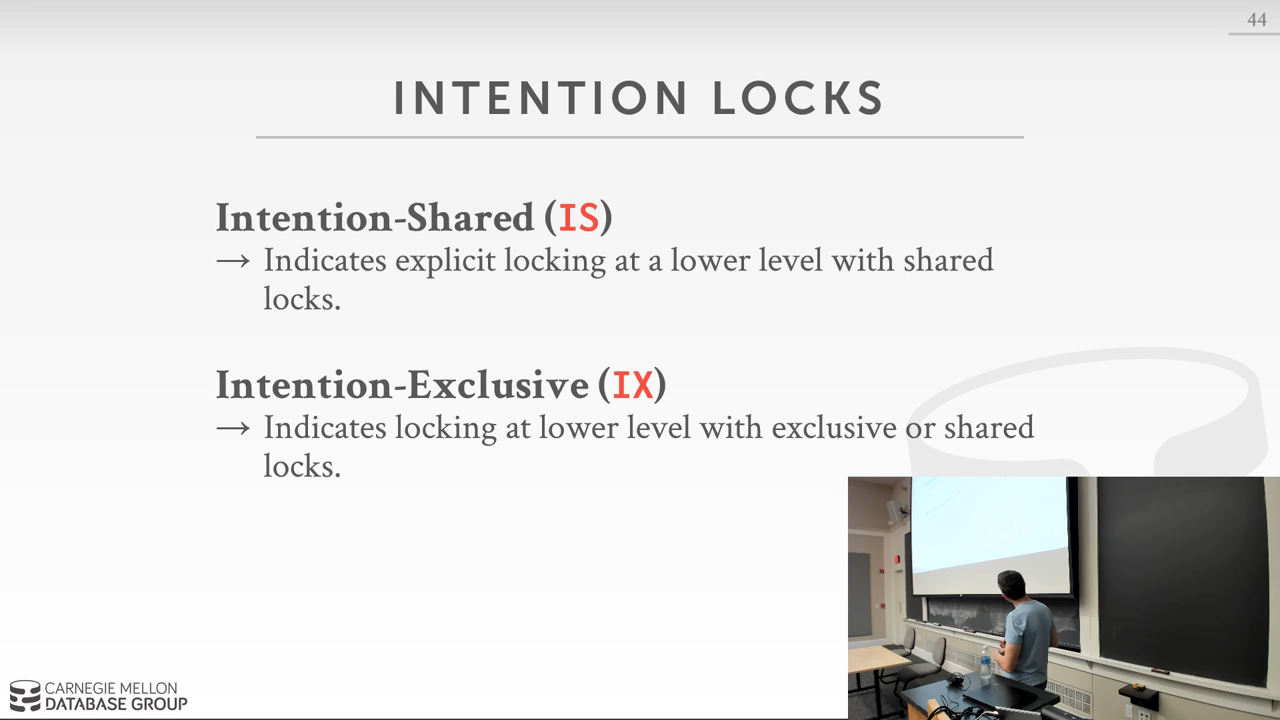 44
INTENTION LOCKS
Intention-Shared (IS)
→ Indicates explicit locking at a lower level with shared
locks.
Intention-Exclusive (IX)
→ Indicates locking at lower level with exclusive or shared
locks.
CARNEGIE MELLON
DATABASE GROUP